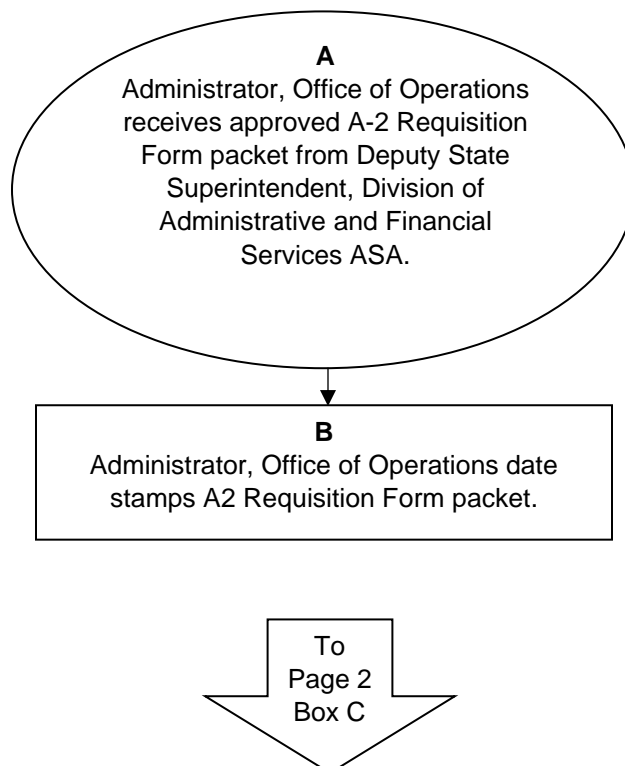 A
Administrator, Office of Operations
receives approved A-2 Requisition
Form packet from Deputy State
Superintendent, Division of
Administrative and Financial
Services ASA.
B
Administrator, Office of Operations date
stamps A2 Requisition Form packet.
To
Page 2
Box C